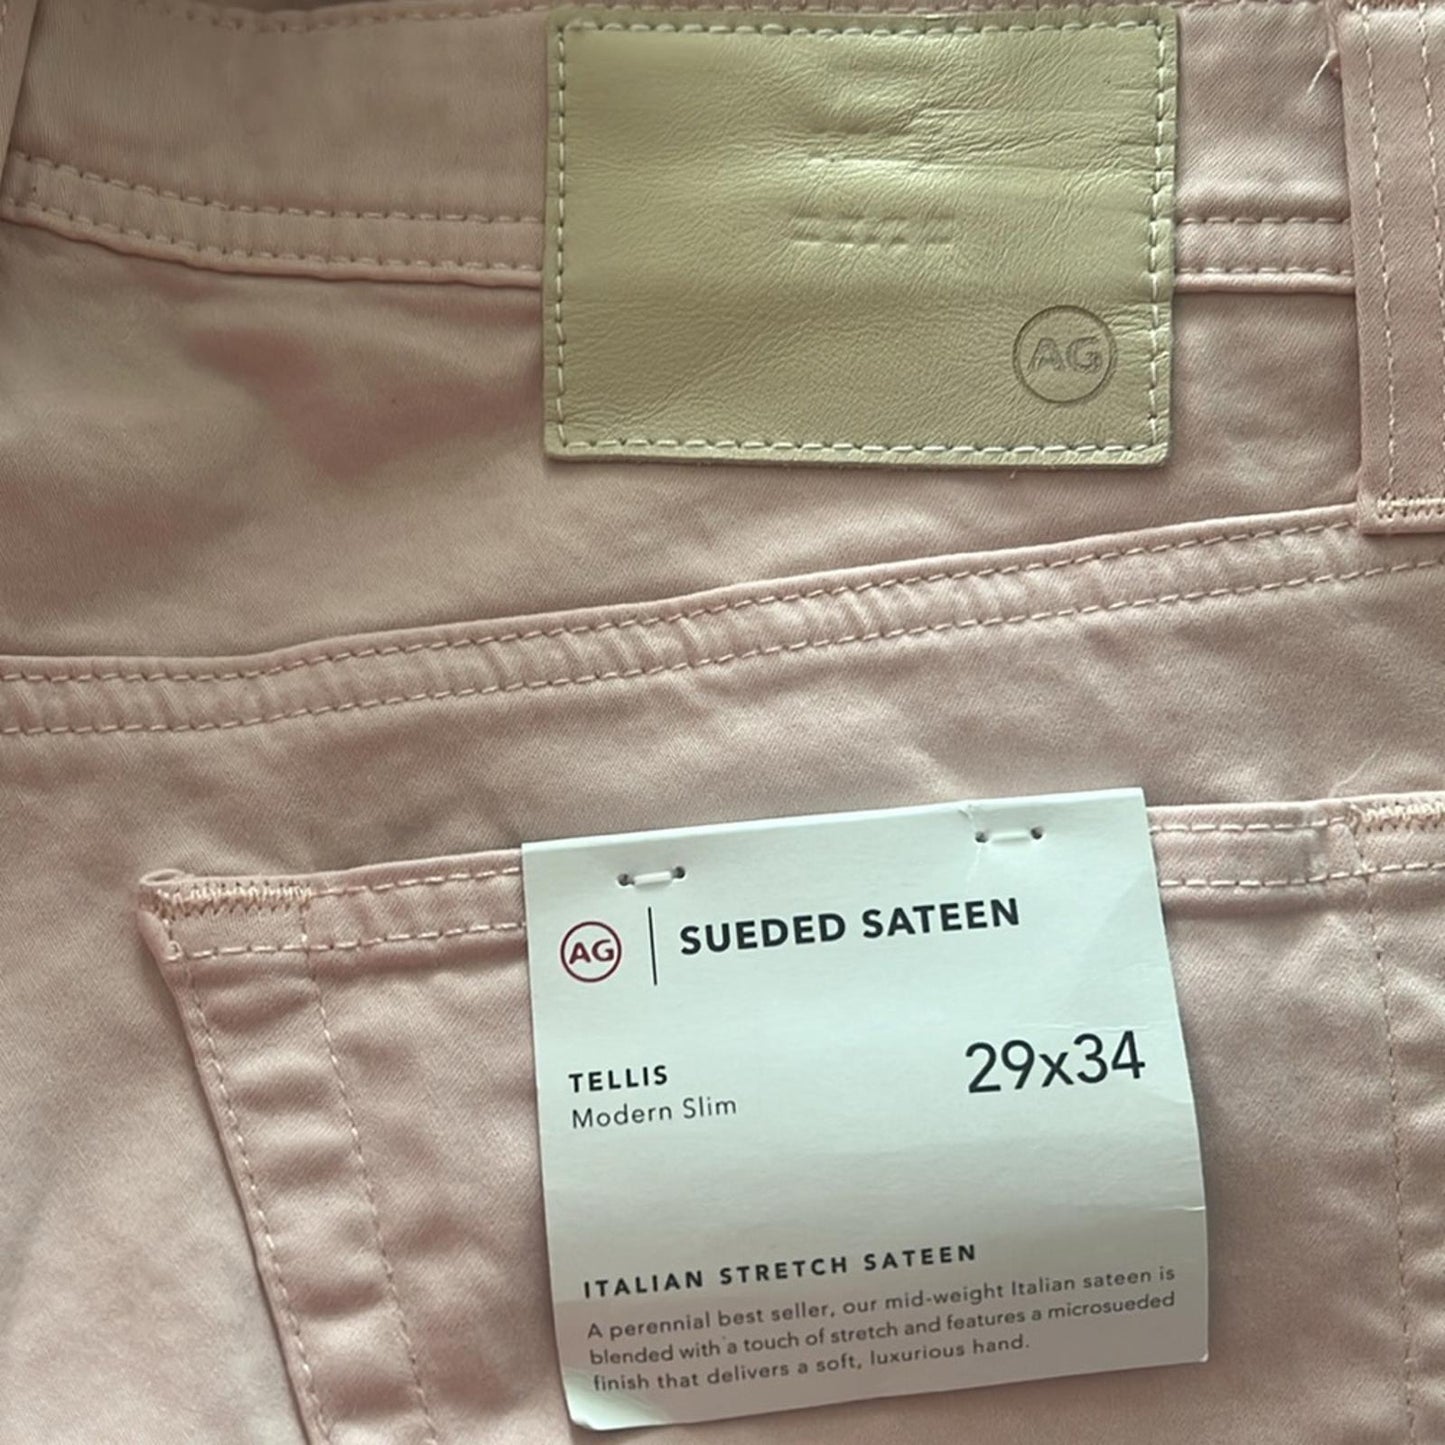 AG
AG
SUEDED SATEEN
TELLIS
Modern Slim
29x34
ITALIAN STRETCH SATEEN
A perennial best seller, our mid-weight Italian sateen is
blended with a touch of stretch and features a microsueded
finish that delivers a soft, luxurious hand.